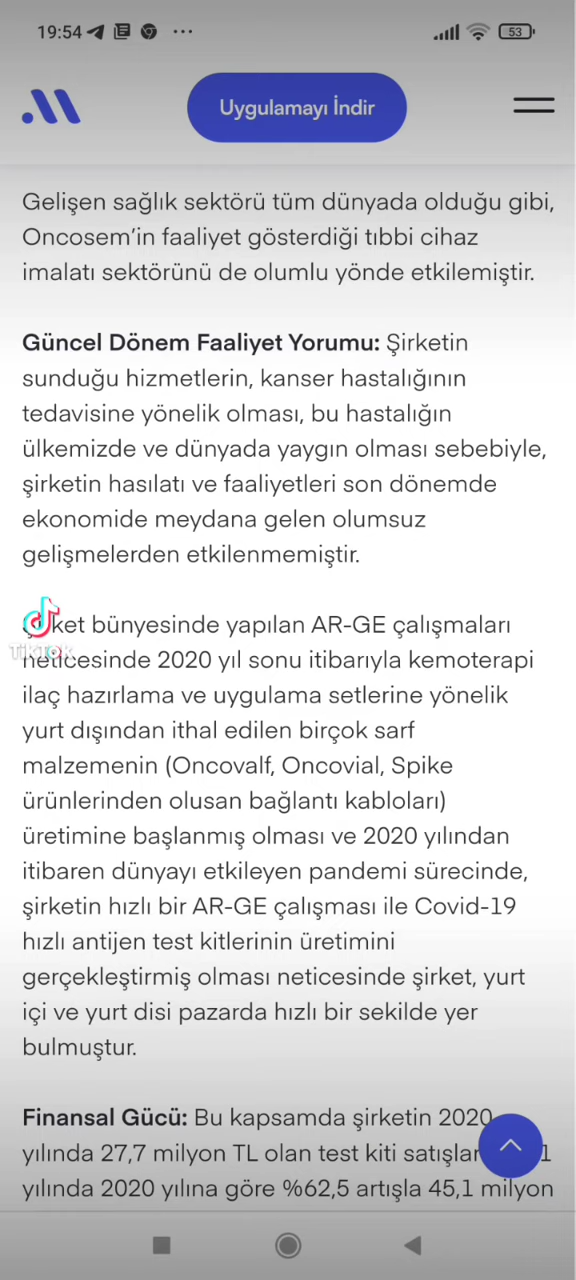 19:54
53
Uygulamayı İndir
Gelişen sağlık sektörü tüm dünyada olduğu gibi,
Oncosem'in faaliyet gösterdiği tıbbi cihaz
imalatı sektörünü de olumlu yönde etkilemiştir.
Güncel Dönem Faaliyet Yorumu: Şirketin
sunduğu hizmetlerin, kanser hastalığının
tedavisine yönelik olması, bu hastalığın
ülkemizde ve dünyada yaygın olması sebebiyle,
şirketin hasılatı ve faaliyetleri son dönemde
ekonomide meydana gelen olumsuz
gelişmelerden etkilenmemiştir.
Şirket bünyesinde yapılan AR-GE çalışmaları
TikTok
neticesinde 2020 yıl sonu itibarıyla kemoterapi
ilaç hazırlama ve uygulama setlerine yönelik
yurt dışından ithal edilen birçok sarf
malzemenin (Oncovalf, Oncovial, Spike
ürünlerinden olusan bağlantı kabloları)
üretimine başlanmış olması ve 2020 yılından
itibaren dünyayı etkileyen pandemi sürecinde,
şirketin hızlı bir AR-GE çalışması ile Covid-19
hızlı antijen test kitlerinin üretimini
gerçekleştirmiş olması neticesinde şirket, yurt
içi ve yurt disi pazarda hızlı bir sekilde yer
bulmuştur.
Finansal Gücü: Bu kapsamda şirketin 2020
yılında 27,7 milyon TL olan test kiti satışlar 1
yılında 2020 yılına göre %62,5 artışla 45,1 milyon